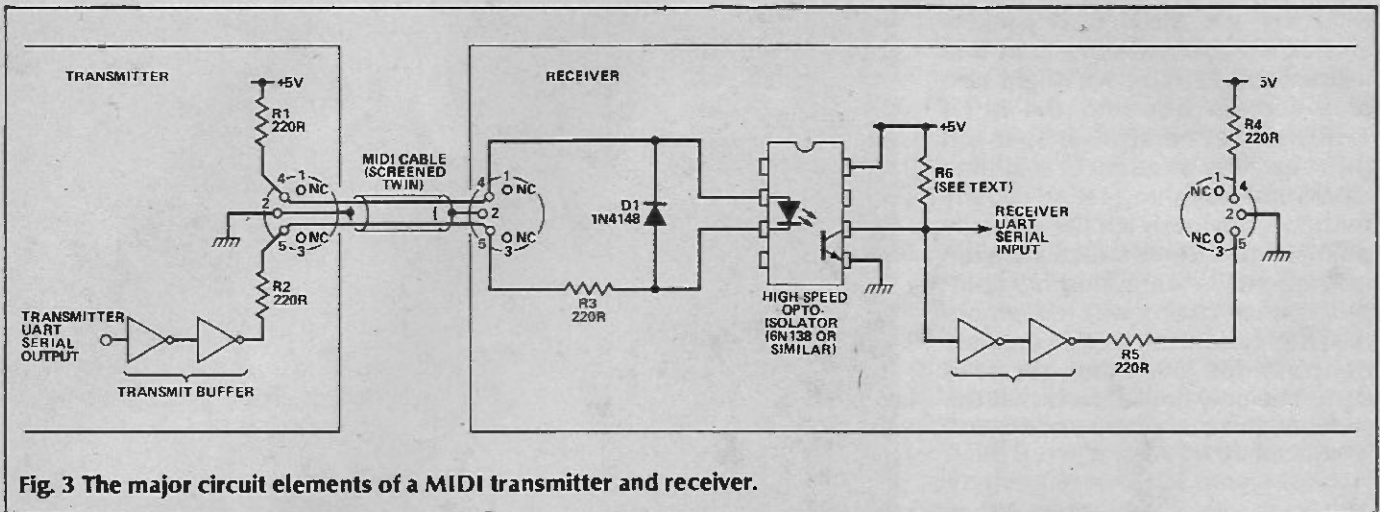 TRANSMITTER
+5V
R1
220R
4
1
NC
2
5
NC
3
R2
220R
TRANSMITTER
UART
SERIAL
OUTPUT
TRANSMIT BUFFER
MIDI CABLE
(SCREENED
TWIN)
RECEIVER
4
1
NC
2
5
NC
3
R3
220R
D1
1N4148
HIGH-SPEED
OPTO-
ISOLATOR
(6N138 OR
SIMILAR)
+5V
R6
(SEE TEXT)
RECEIVER
UART
SERIAL
INPUT
R5
220R
5V
R4
220R
1
NC
4
2
NC
3
5
Fig. 3 The major circuit elements of a MIDI transmitter and receiver.